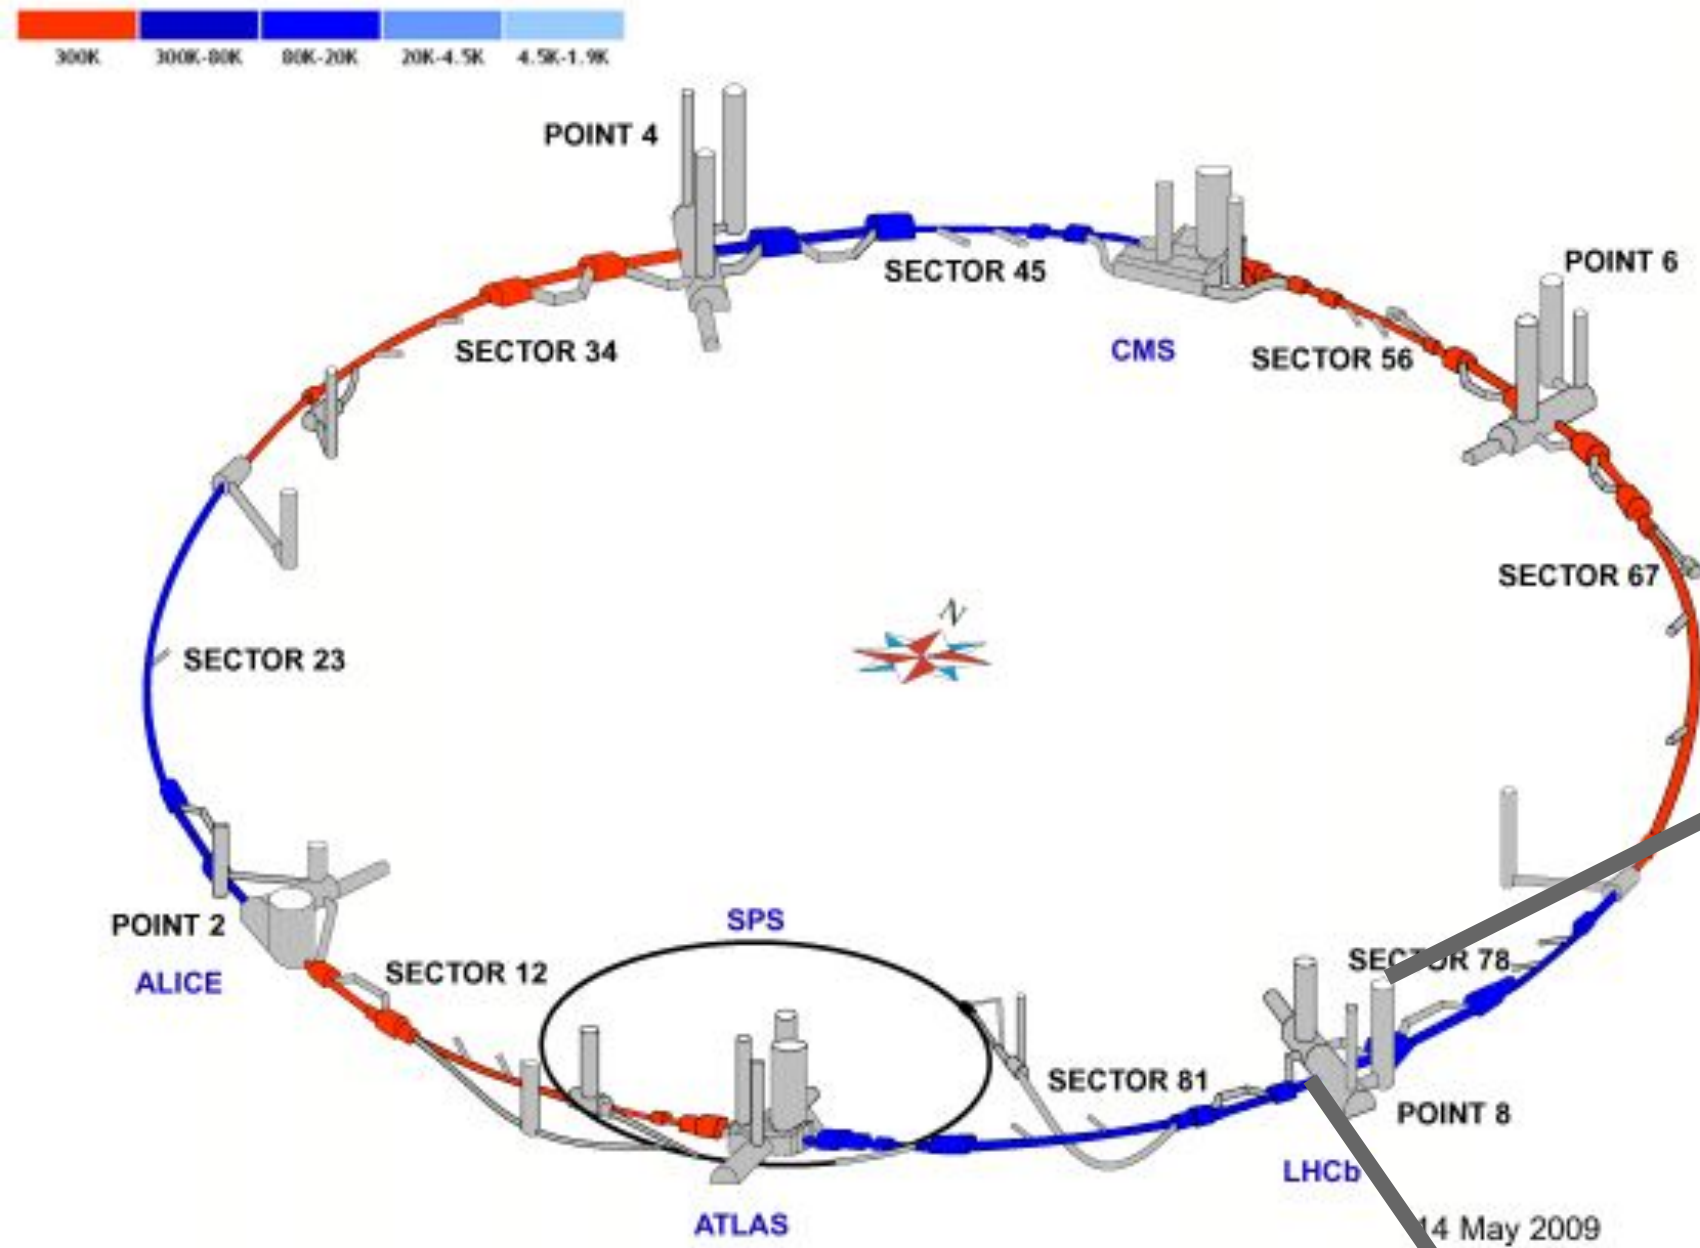 300K 300K-80K 80K-20K 20K-4.5K 4.5K-1.9K
POINT 4
POINT 6
SECTOR 45
SECTOR 34
CMS
SECTOR 56
SECTOR 67
N
SECTOR 23
POINT 2
SPS
SECTOR 78
ALICE
SECTOR 12
SECTOR 81
POINT 8
LHCb
ATLAS
14 May 2009